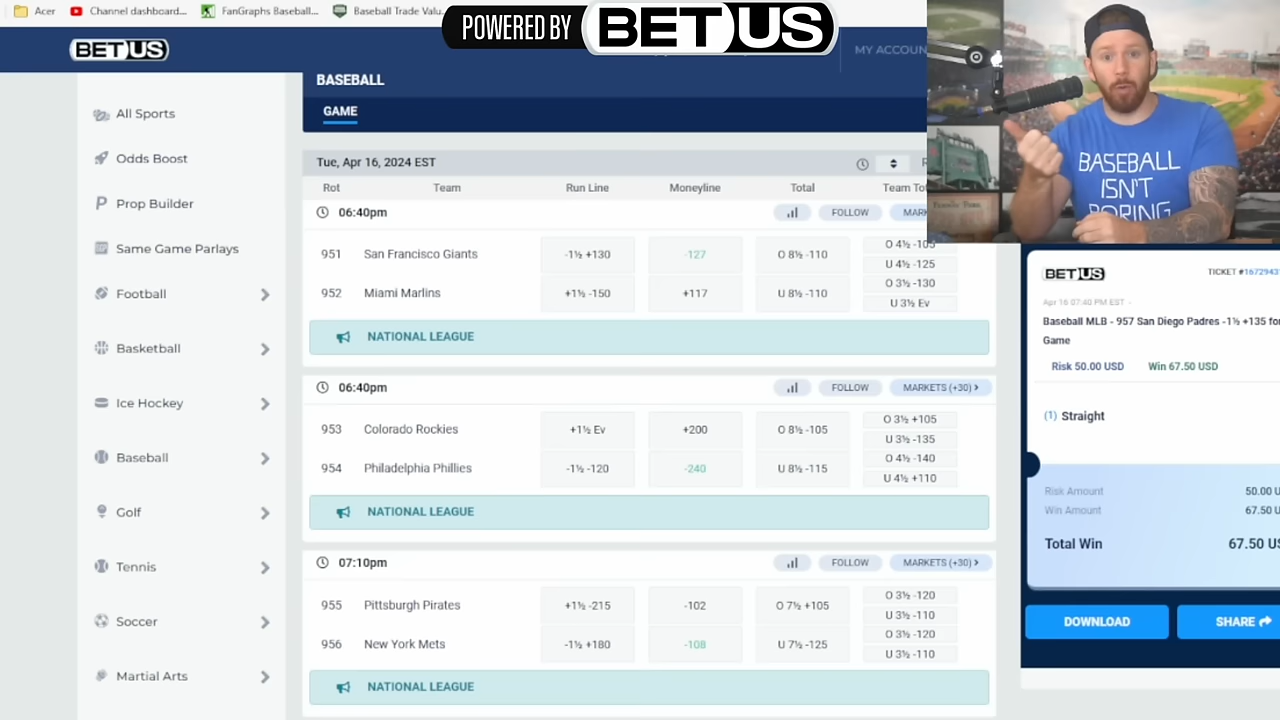 Acer
Channel dashboard...
FanGraphs Baseball...
Baseball Trade Valu...
POWERED BY BETUS
BETUS
MY ACCOUN
BASEBALL
GAME
BASEBALL
ISN'T
BORING
All Sports
Odds Boost
Prop Builder
Same Game Parlays
Football
Basketball
Ice Hockey
Baseball
Golf
Tennis
Soccer
Martial Arts
Tue, Apr 16, 2024 EST
Rot Team Run Line Moneyline Total Team To
06:40pm FOLLOW MARK
951 San Francisco Giants -1½ +130 -127 O 8½ -110 O 4½ -105 U 4½ -125
952 Miami Marlins +1½ -150 +117 U 8½ -110 O 3½ -130 U 3½ Ev
NATIONAL LEAGUE
06:40pm FOLLOW MARKETS (+30)
953 Colorado Rockies +1½ Ev +200 O 8½ -105 O 3½ +105 U 3½ -135
954 Philadelphia Phillies -1½ -120 -240 U 8½ -115 O 4½ -140 U 4½ +110
NATIONAL LEAGUE
07:10pm FOLLOW MARKETS (+30)
955 Pittsburgh Pirates +1½ -215 -102 O 7½ +105 O 3½ -120 U 3½ -110
956 New York Mets -1½ +180 -108 U 7½ -125 O 3½ -120 U 3½ -110
NATIONAL LEAGUE
BETUS TICKET #1672943
Apr 16 07:40 PM EST -
Baseball MLB - 957 San Diego Padres -1½ +135 for
Game
Risk 50.00 USD Win 67.50 USD
(1) Straight
Risk Amount 50.00 U
Win Amount 67.50 U
Total Win 67.50 US
DOWNLOAD SHARE